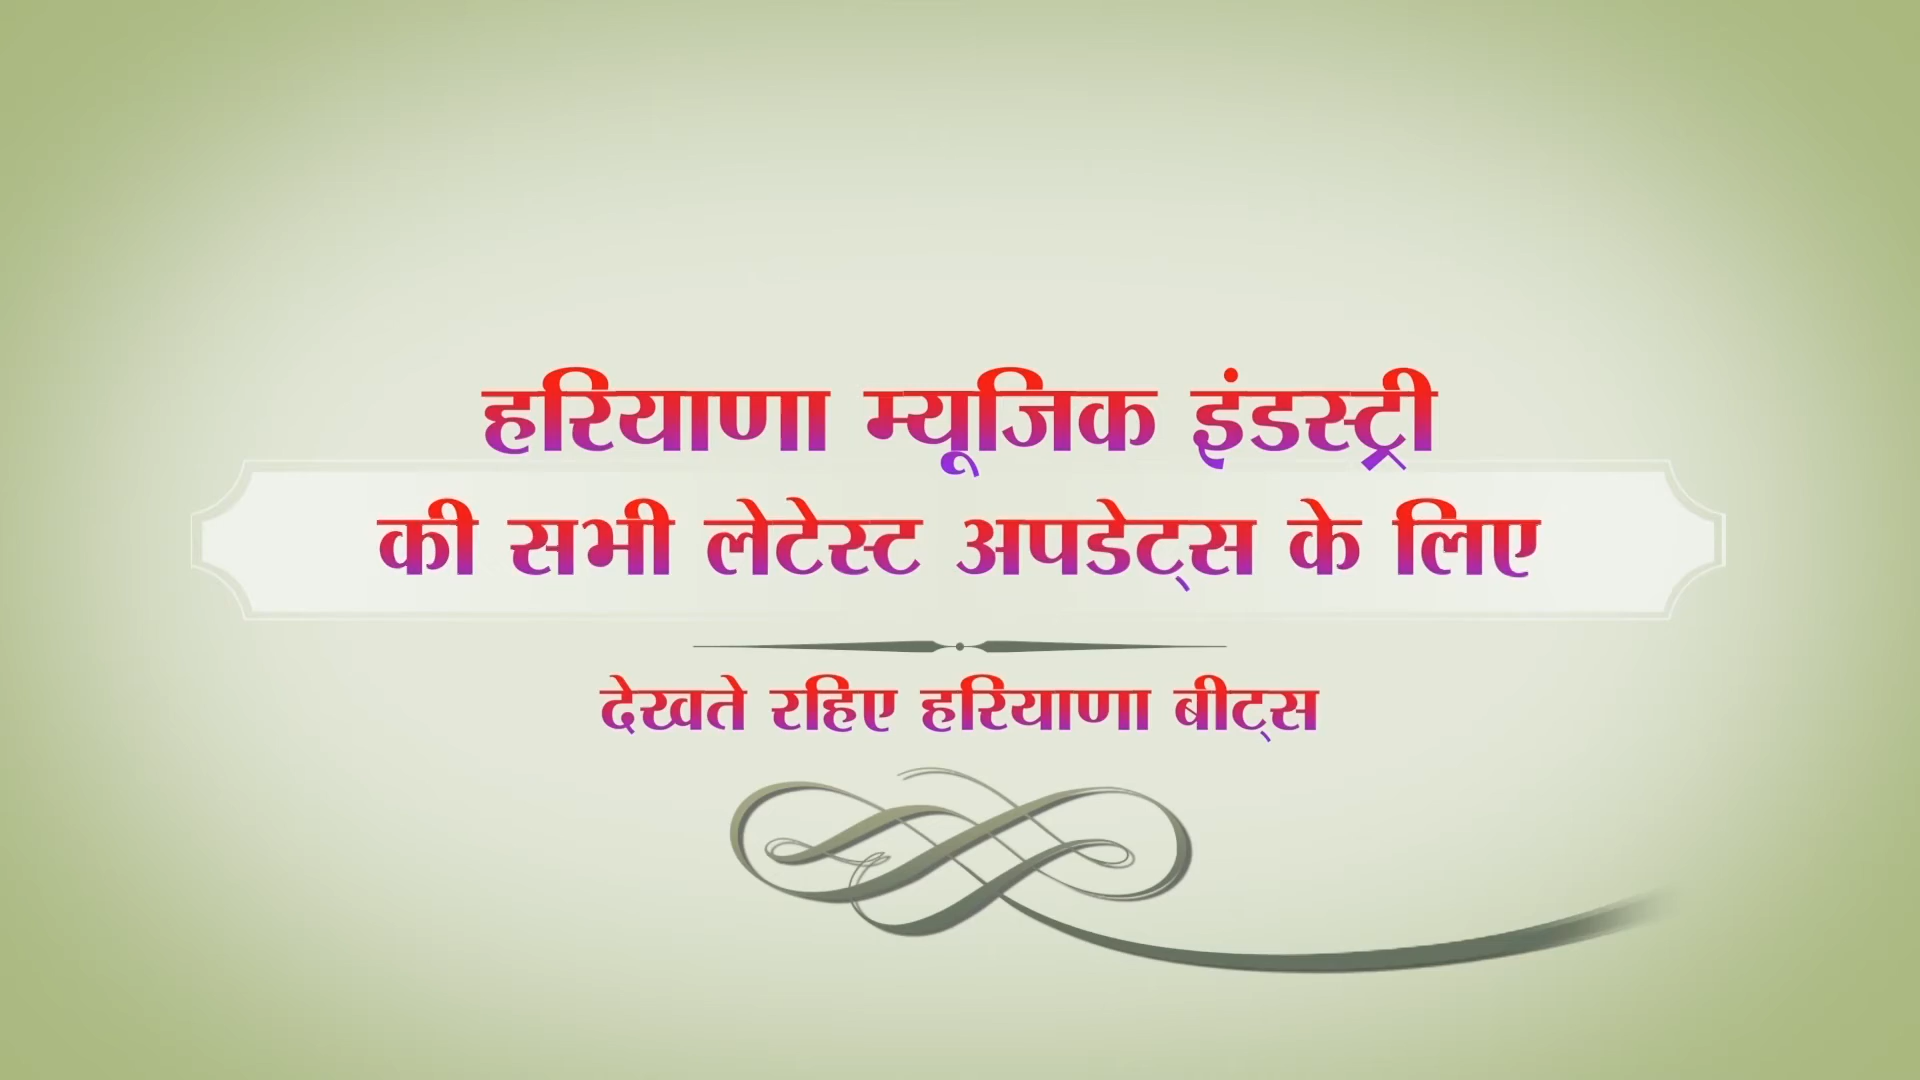 हरियाणा म्यूजिक इंडस्ट्री
की सभी लेटेस्ट अपडेट्स के लिए
देखते रहिए हरियाणा बीट्स